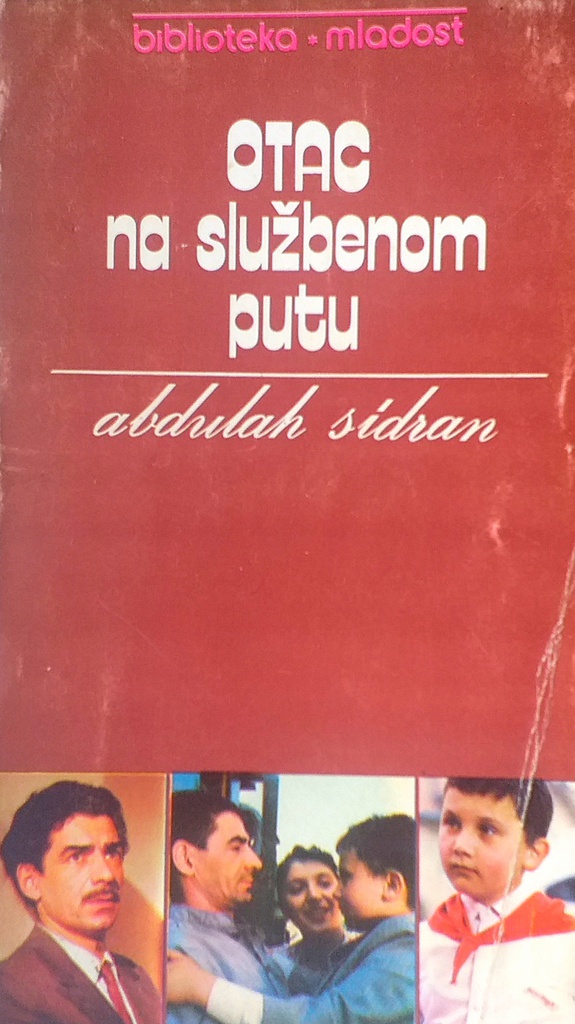 biblioteka * mladost
OTAC
na službenom
putu
abdulah sidran